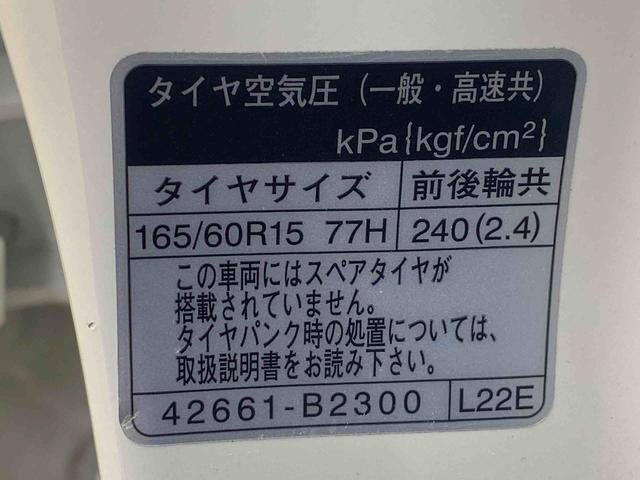 タイヤ空気圧(一般・高速共)
kPa{kgf/cm²}
タイヤサイズ 前後輪共
165/60R15 77H 240(2.4)
この車両にはスペアタイヤが
搭載されていません。
タイヤパンク時の処置については、
取扱説明書をお読み下さい。
42661-B2300 L22E